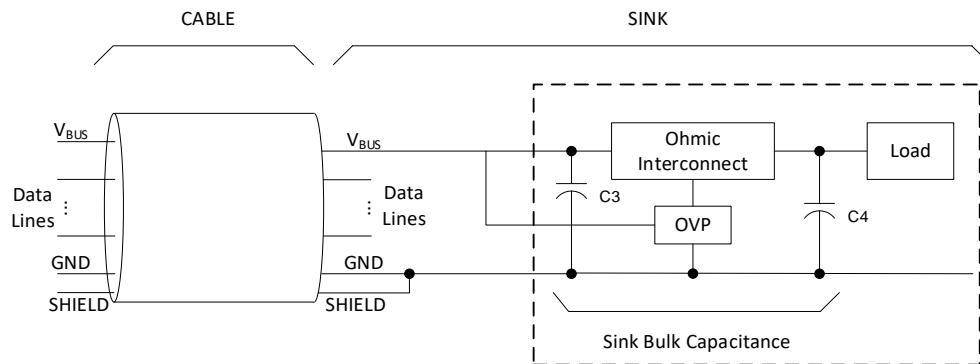 CABLE
SINK
VBUS
VBUS
Ohmic
Interconnect
Load
Data
Lines
...
Data
Lines
...
C3
OVP
C4
GND
GND
SHIELD
SHIELD
Sink Bulk Capacitance